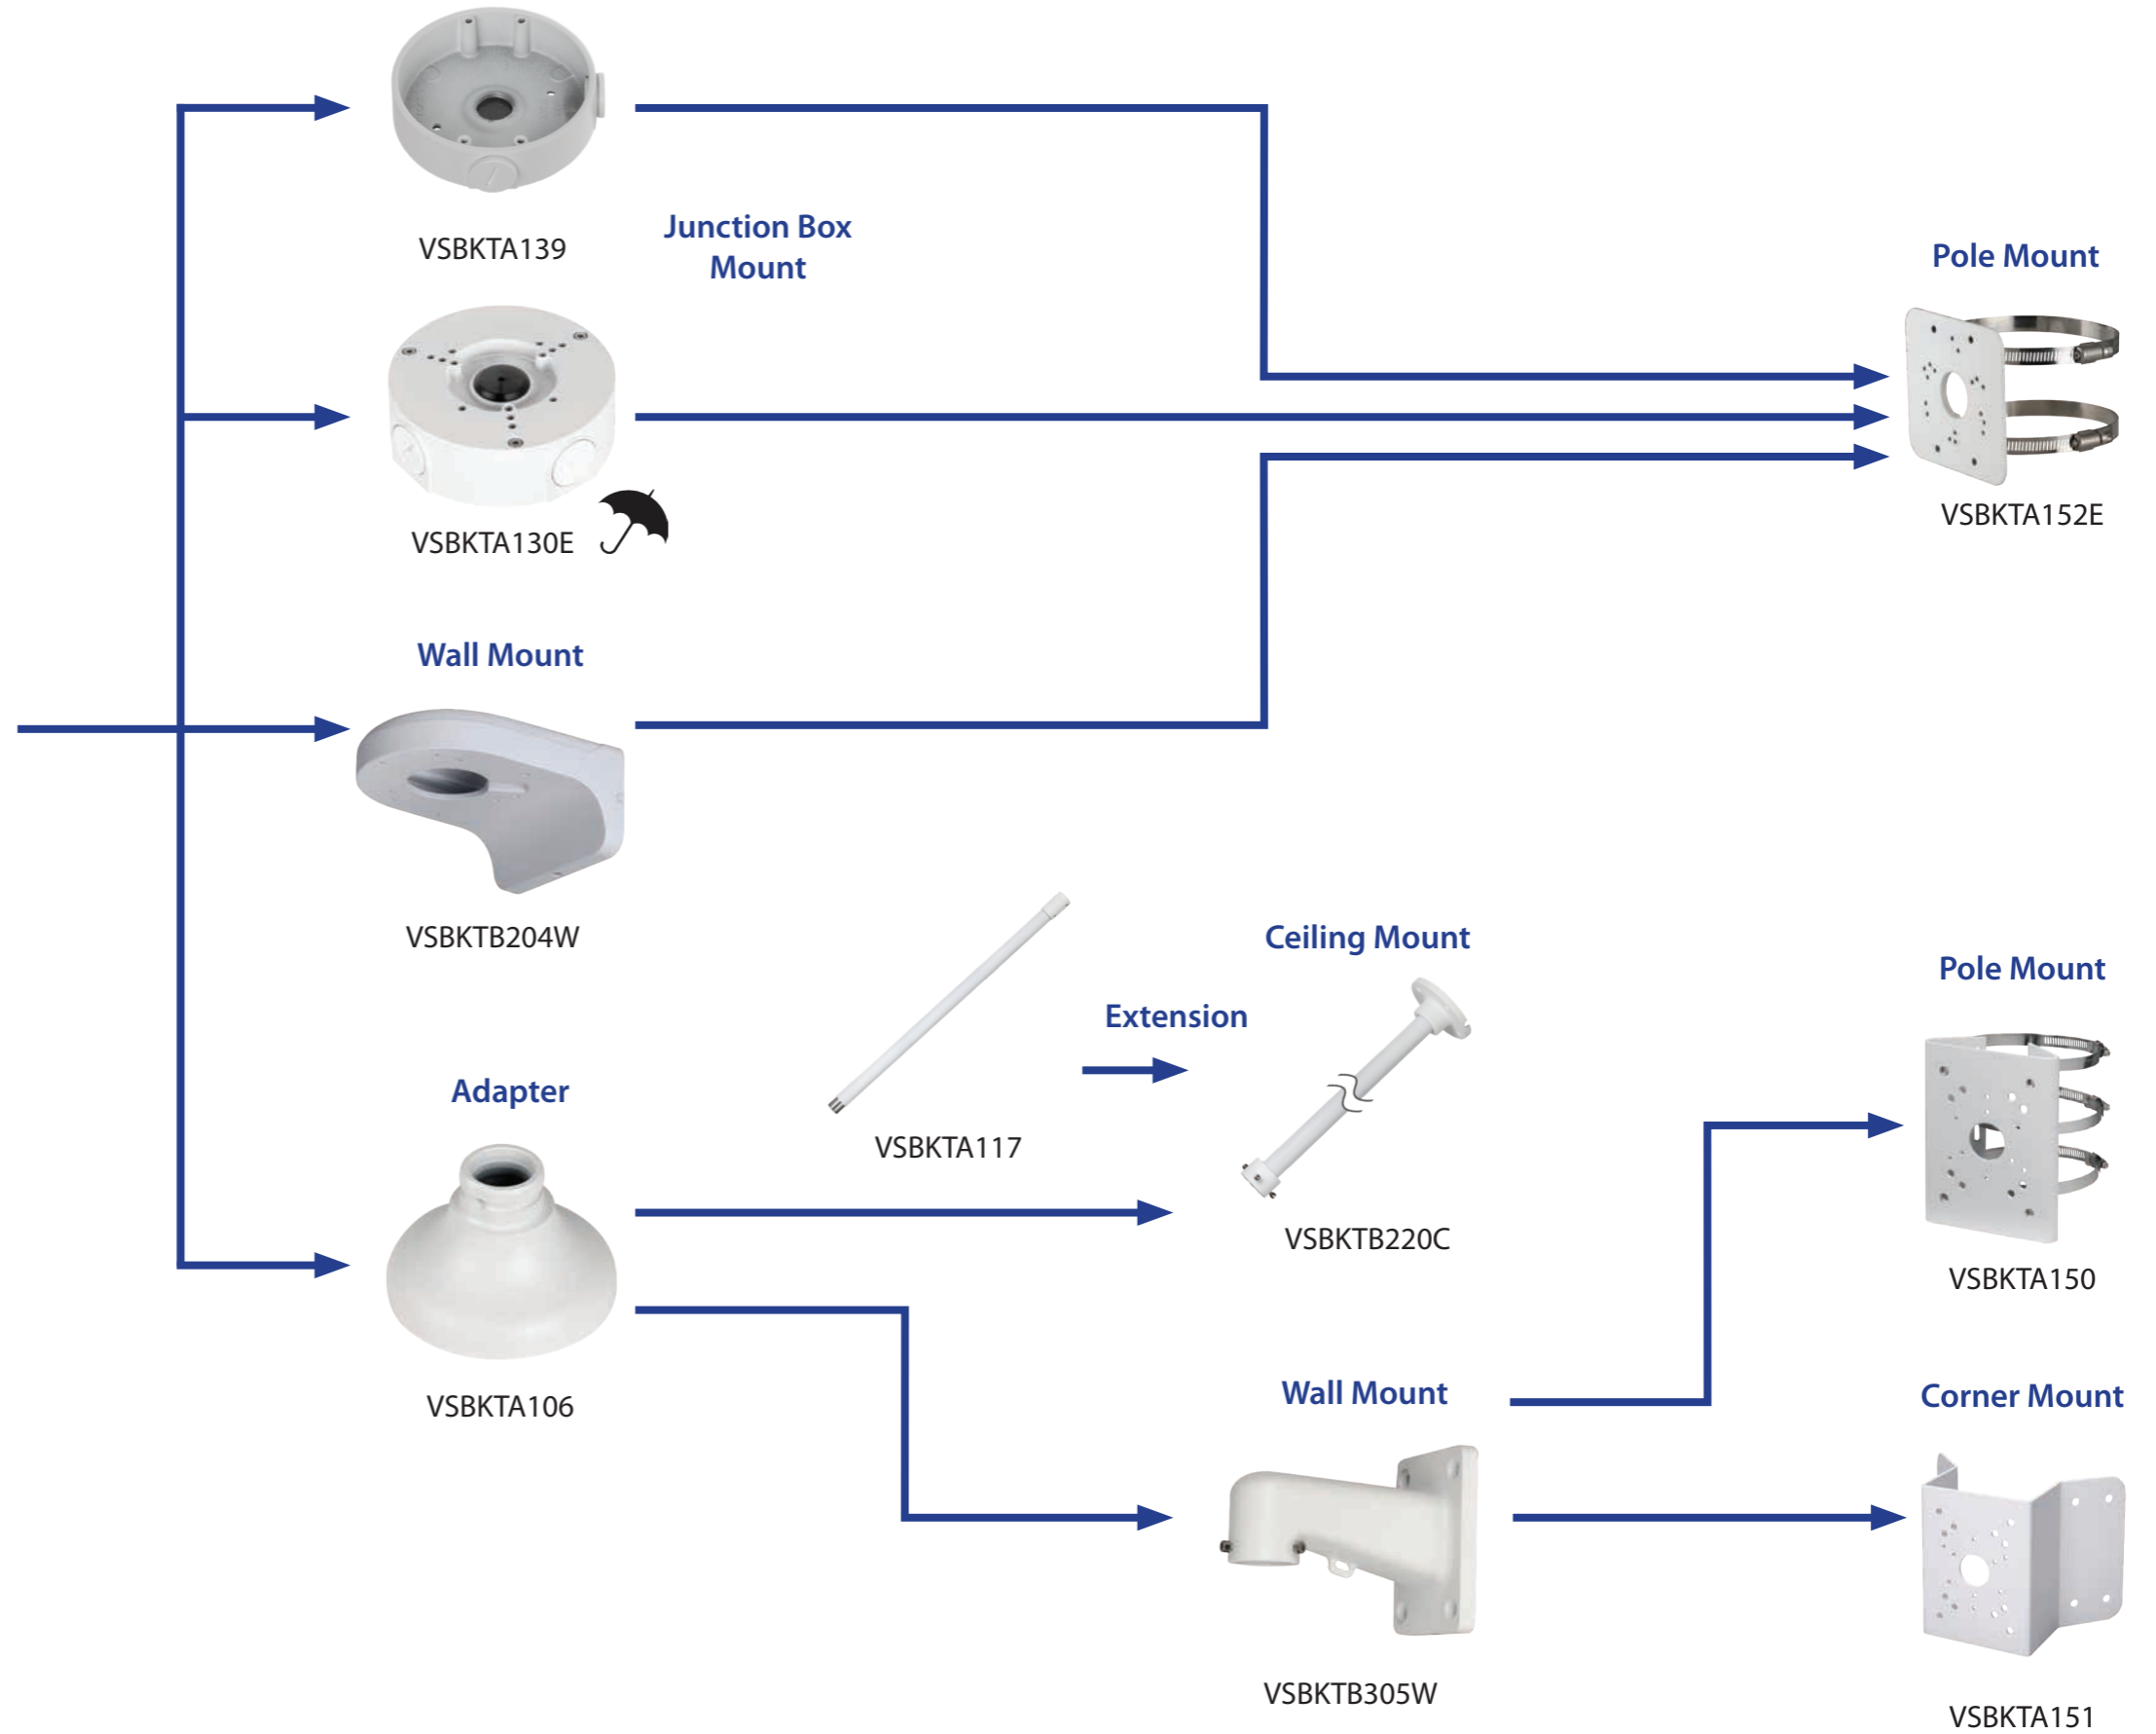 VSBKTA139
Junction Box
Mount
Pole Mount
VSBKTA152E
VSBKTA130E
Wall Mount
VSBKTB204W
Ceiling Mount
Pole Mount
Extension
Adapter
VSBKTA117
VSBKTB220C
VSBKTA150
VSBKTA106
Wall Mount
Corner Mount
VSBKTB305W
VSBKTA151